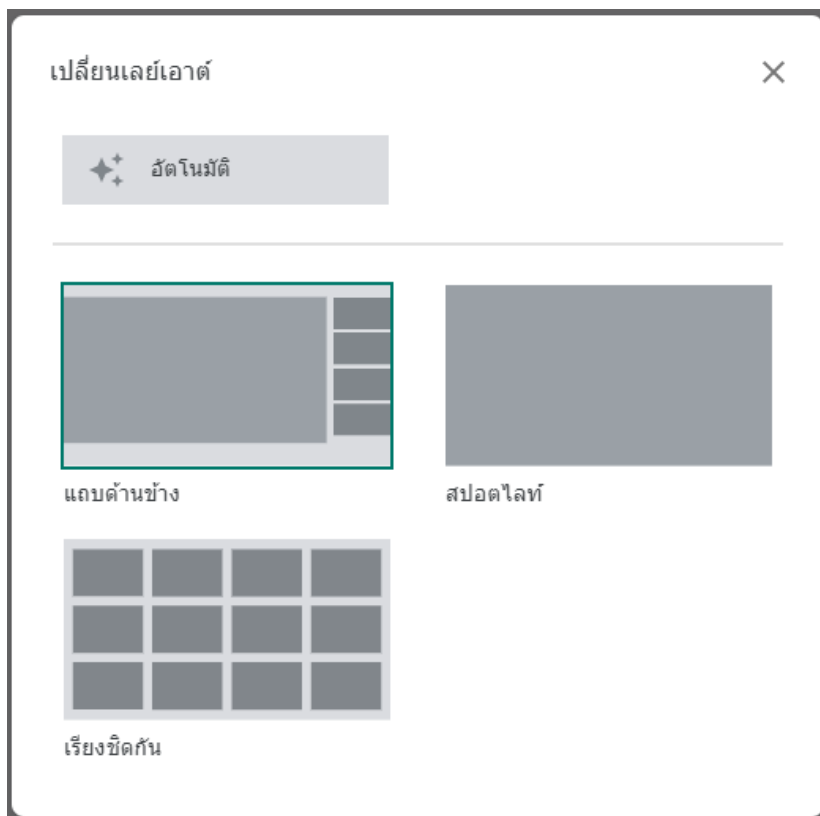 เปลี่ยนเลย์เอาต์
อัตโนมัติ
แถบด้านข้าง
สปอตไลท์
เรียงชิดกัน